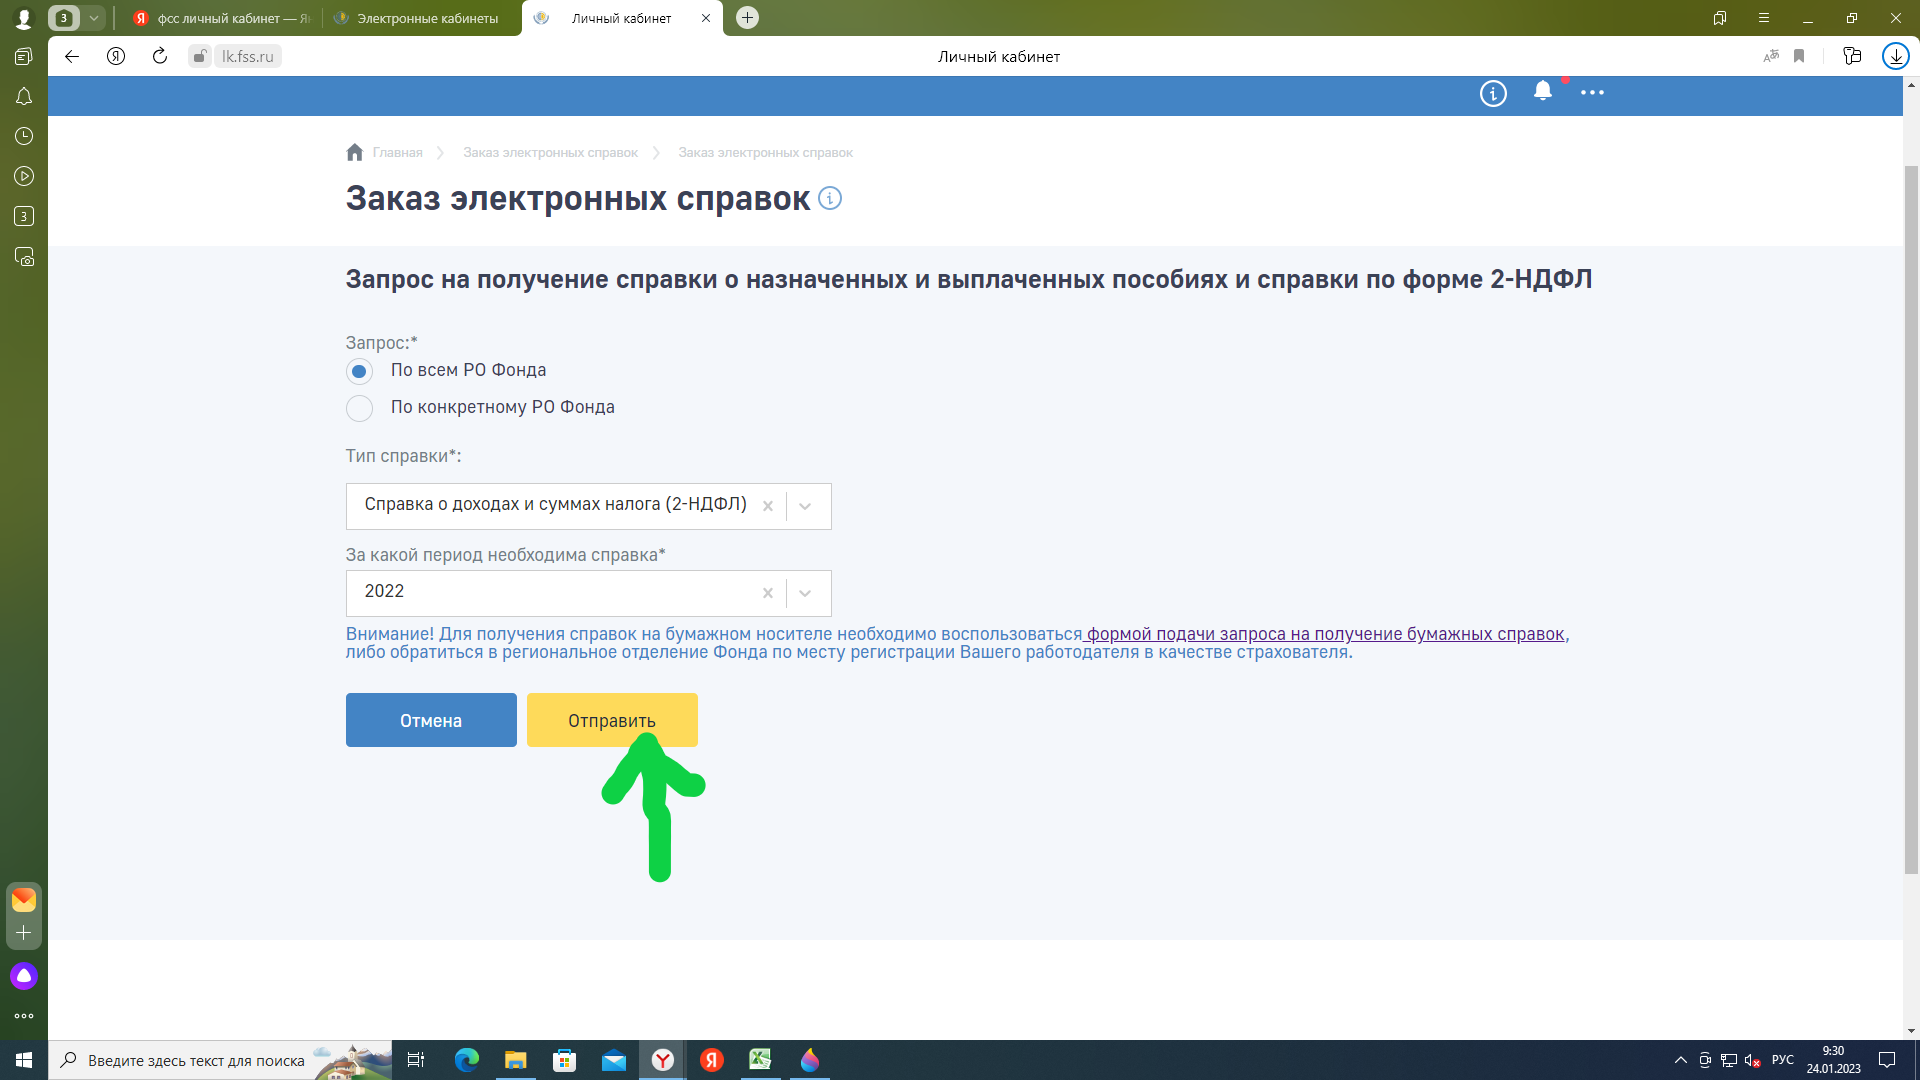 3
фсс личный кабинет — Ян
Электронные кабинеты
Личный кабинет
lk.fss.ru
Личный кабинет
3
Главная
Заказ электронных справок
Заказ электронных справок
Заказ электронных справок
Запрос на получение справки о назначенных и выплаченных пособиях и справки по форме 2-НДФЛ
Запрос:*
По всем РО Фонда
По конкретному РО Фонда
Тип справки*:
Справка о доходах и суммах налога (2-НДФЛ)
За какой период необходима справка*
2022
Внимание! Для получения справок на бумажном носителе необходимо воспользоваться формой подачи запроса на получение бумажных справок,
либо обратиться в региональное отделение Фонда по месту регистрации Вашего работодателя в качестве страхователя.
Отмена
Отправить
Введите здесь текст для поиска
РУС
9:30
24.01.2023